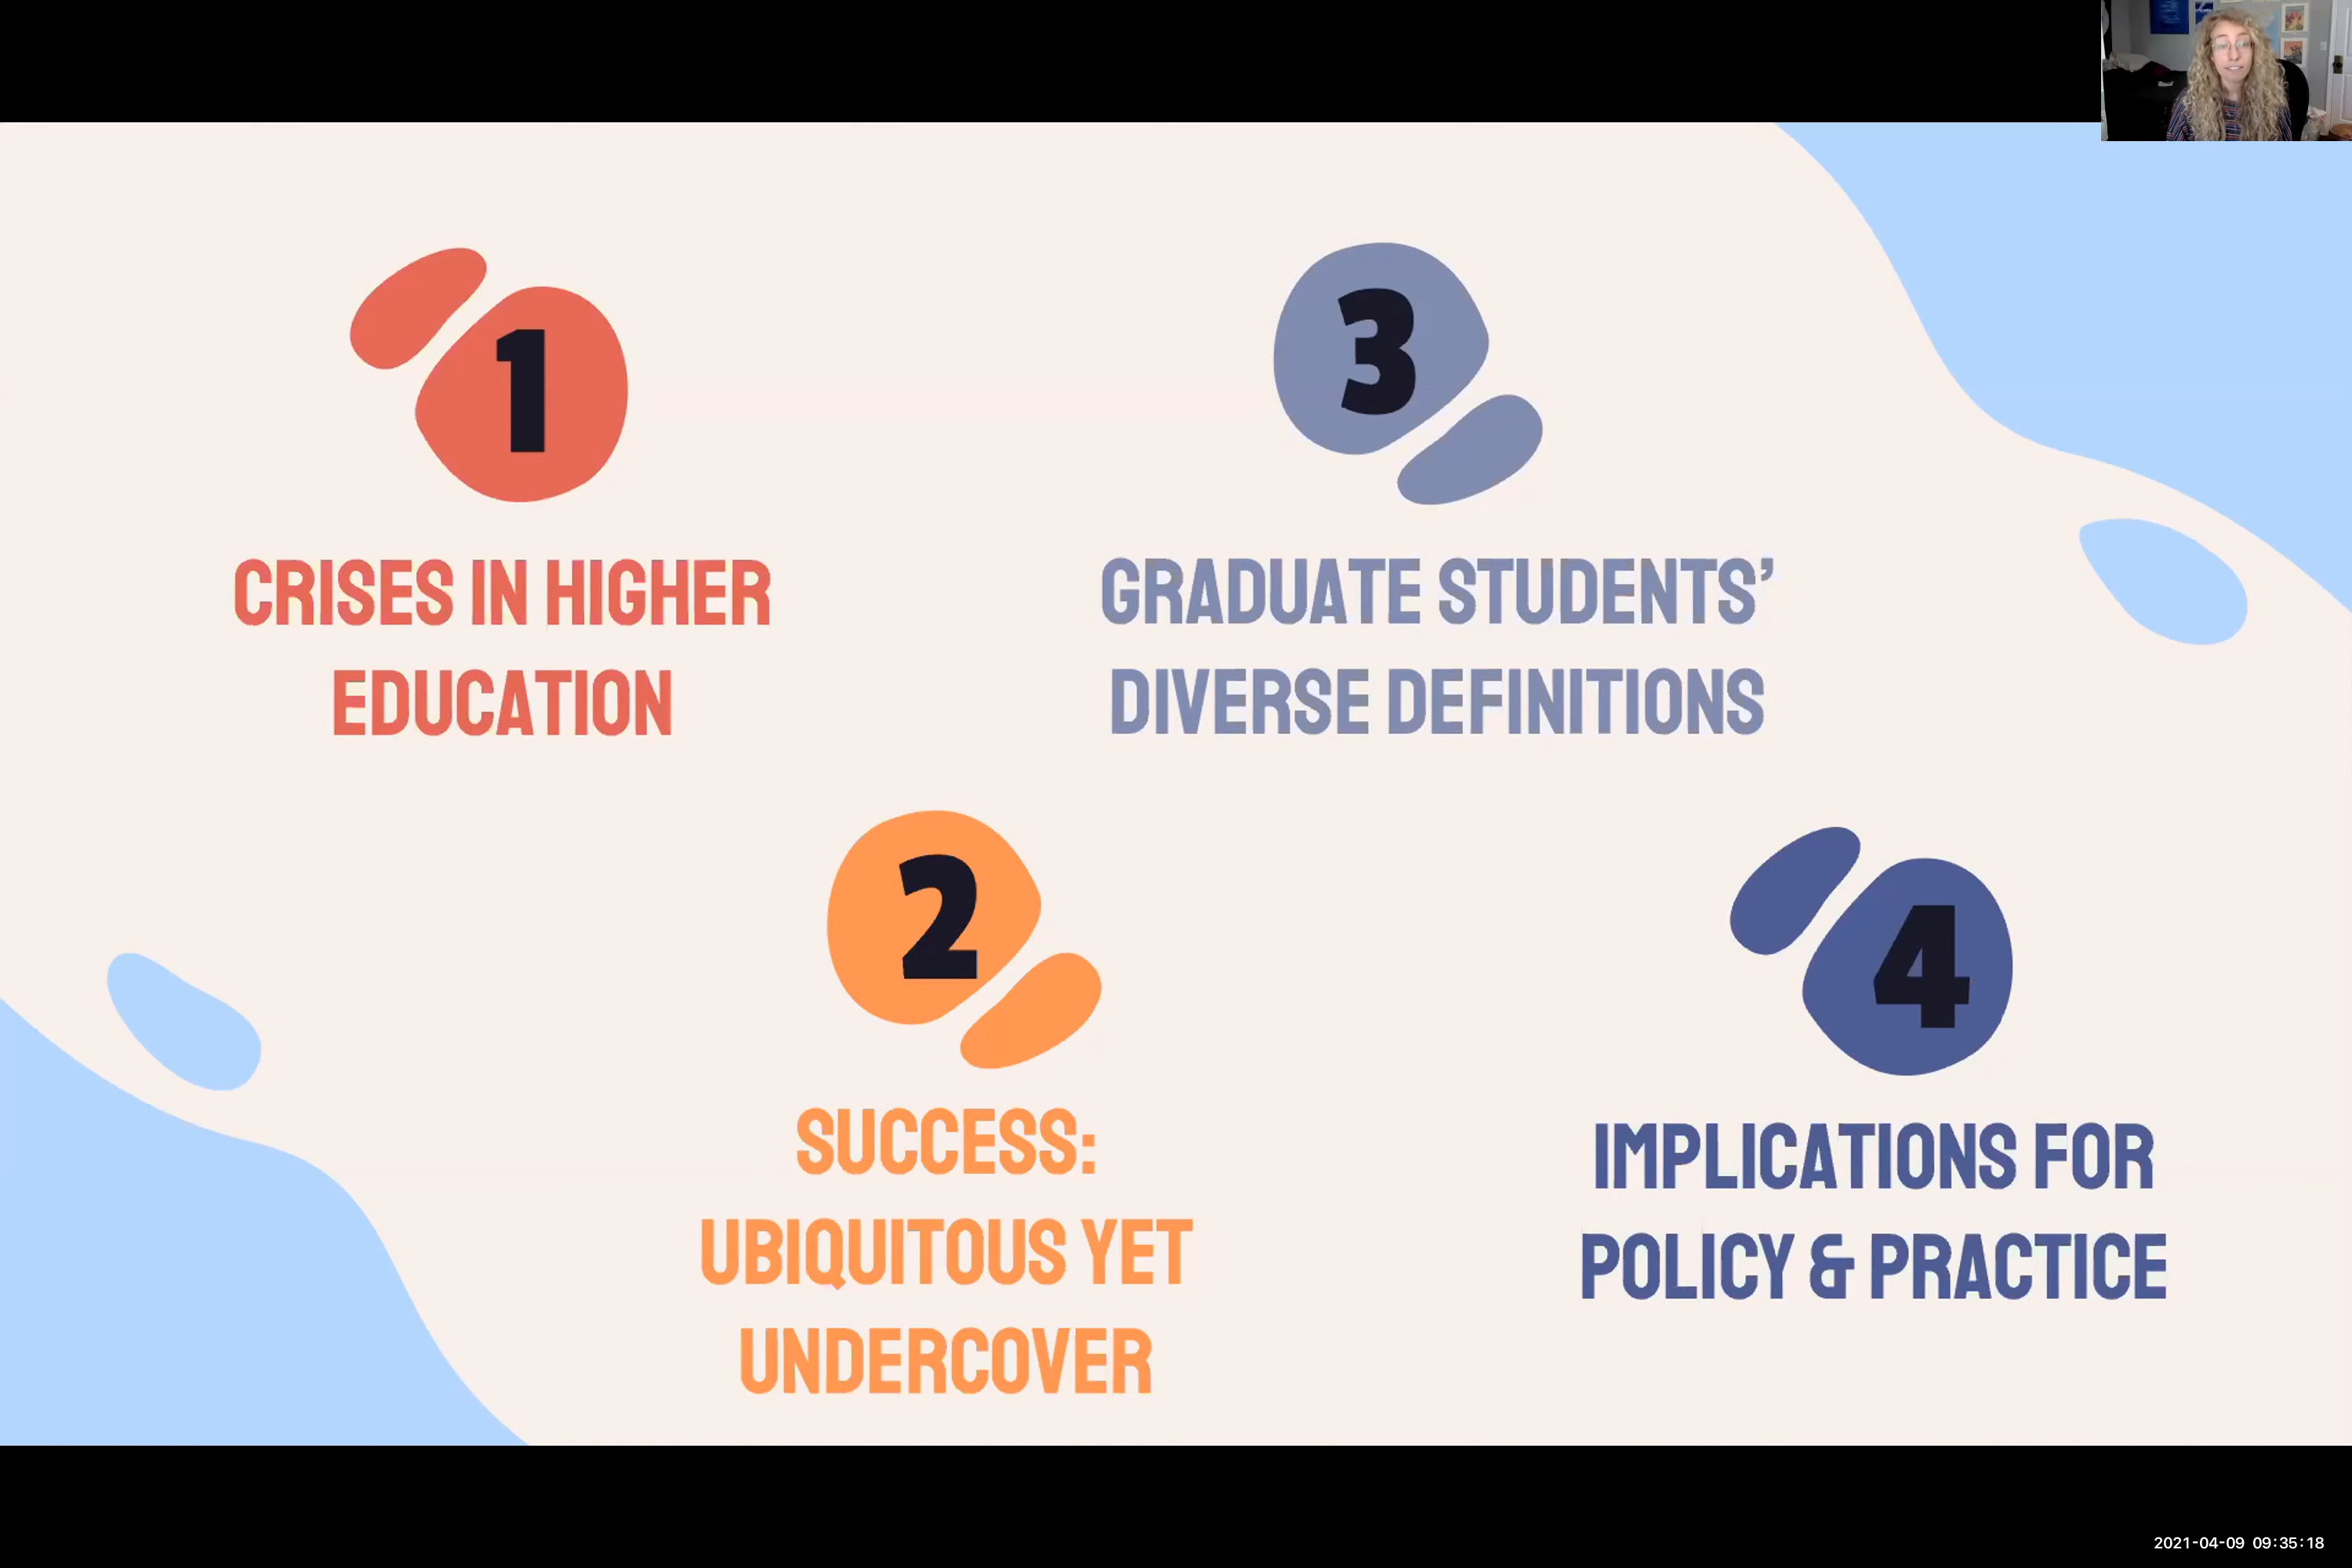 1
CRISES IN HIGHER
EDUCATION
2
SUCCESS:
UBIQUITOUS YET
UNDERCOVER
3
GRADUATE STUDENTS’
DIVERSE DEFINITIONS
4
IMPLICATIONS FOR
POLICY & PRACTICE
2021-04-09 09:35:18